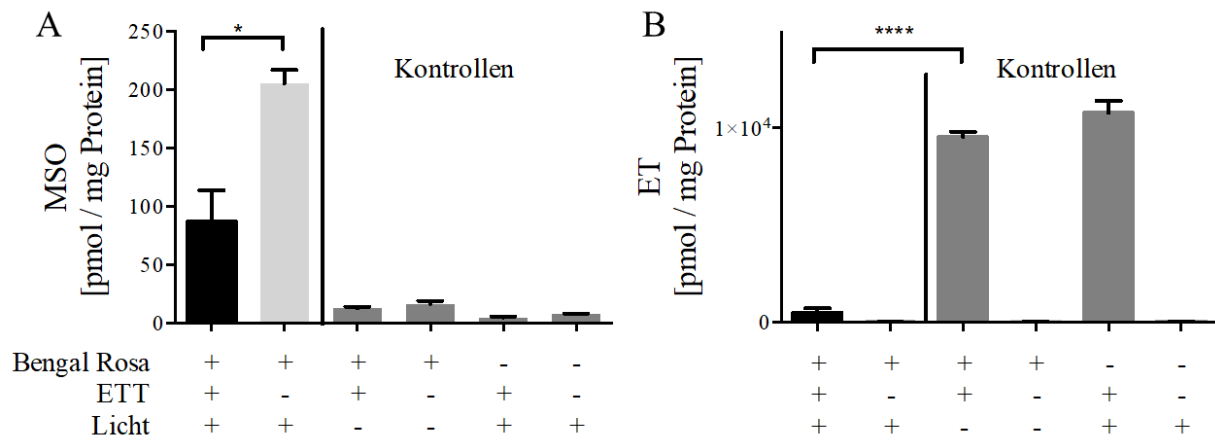 A
MSO
[pmol / mg Protein]
250
200
150
100
50
0
*
Kontrollen
B
ET
[pmol / mg Protein]
1×10⁴
0
****
Kontrollen
Bengal Rosa + + + + - - + + + + - -
ETT + - + - + - + - + - + -
Licht + + - - + + + + - - + +